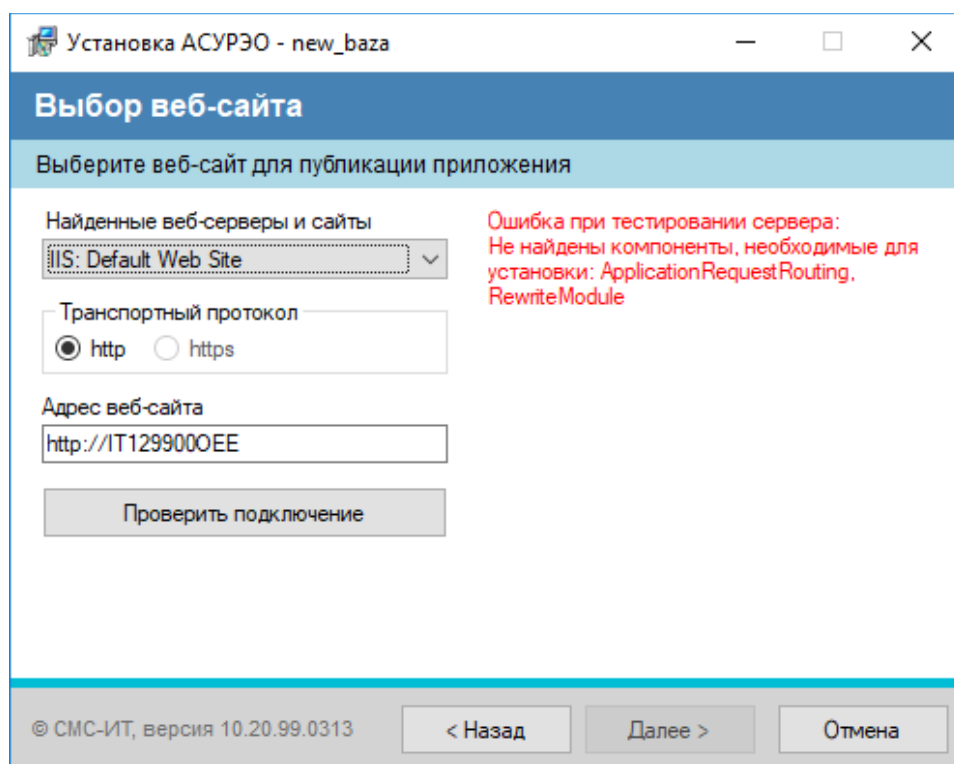 Установка АСУРЭО - new_baza
Выбор веб-сайта
Выберите веб-сайт для публикации приложения
Найденные веб-серверы и сайты
IIS: Default Web Site
Транспортный протокол
http
https
Адрес веб-сайта
http://IT129900OEE
Проверить подключение
Ошибка при тестировании сервера:
Не найдены компоненты, необходимые для
установки: ApplicationRequestRouting,
RewriteModule
© СМС-ИТ, версия 10.20.99.0313
< Назад
Далее >
Отмена